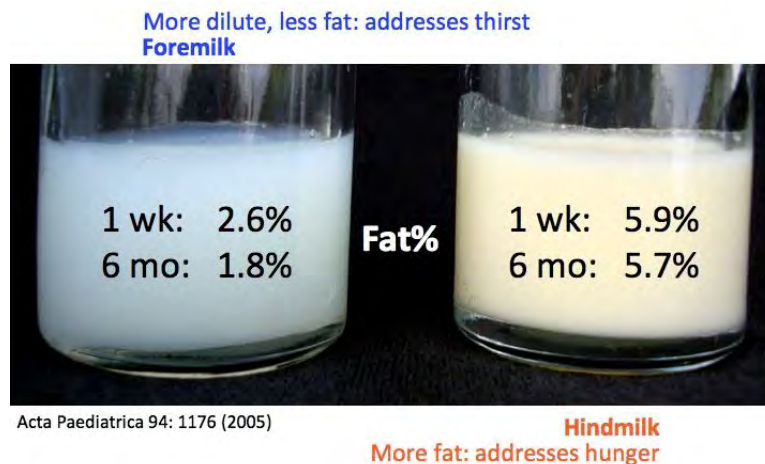 More dilute, less fat: addresses thirst
Foremilk
1 wk: 2.6%
6 mo: 1.8%
Fat%
1 wk: 5.9%
6 mo: 5.7%
Acta Paediatrica 94: 1176 (2005)
Hindmilk
More fat: addresses hunger